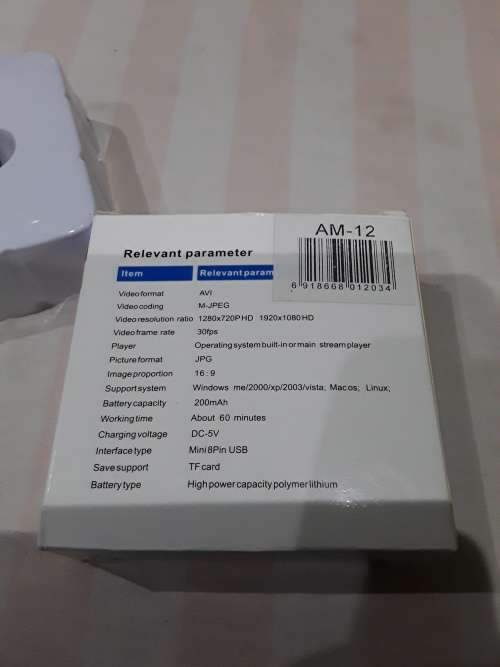 AM-12
6 918668 012034
Relevant parameter
Item Relevant param
Video format AVI
Video coding M-JPEG
Video resolution ratio 1280x720P HD 1920x1080 HD
Video frame rate 30fps
Player Operating system built-in or main stream player
Picture format JPG
Image proportion 16:9
Support system Windows me/2000/xp/2003/vista; Mac os; Linux;
Battery capacity 200mAh
Working time About 60 minutes
Charging voltage DC-5V
Interface type Mini 8Pin USB
Save support TF card
Battery type High power capacity polymer lithium